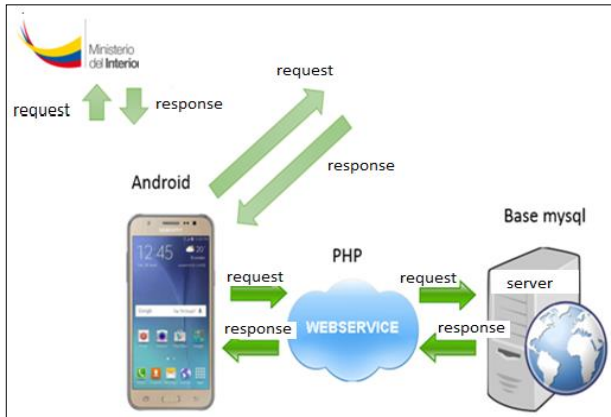 Ministerio
del Interior
request
response
request
response
Android
12:45
20°
PHP
Base mysql
request
response
WEBSERVICE
request
response
server